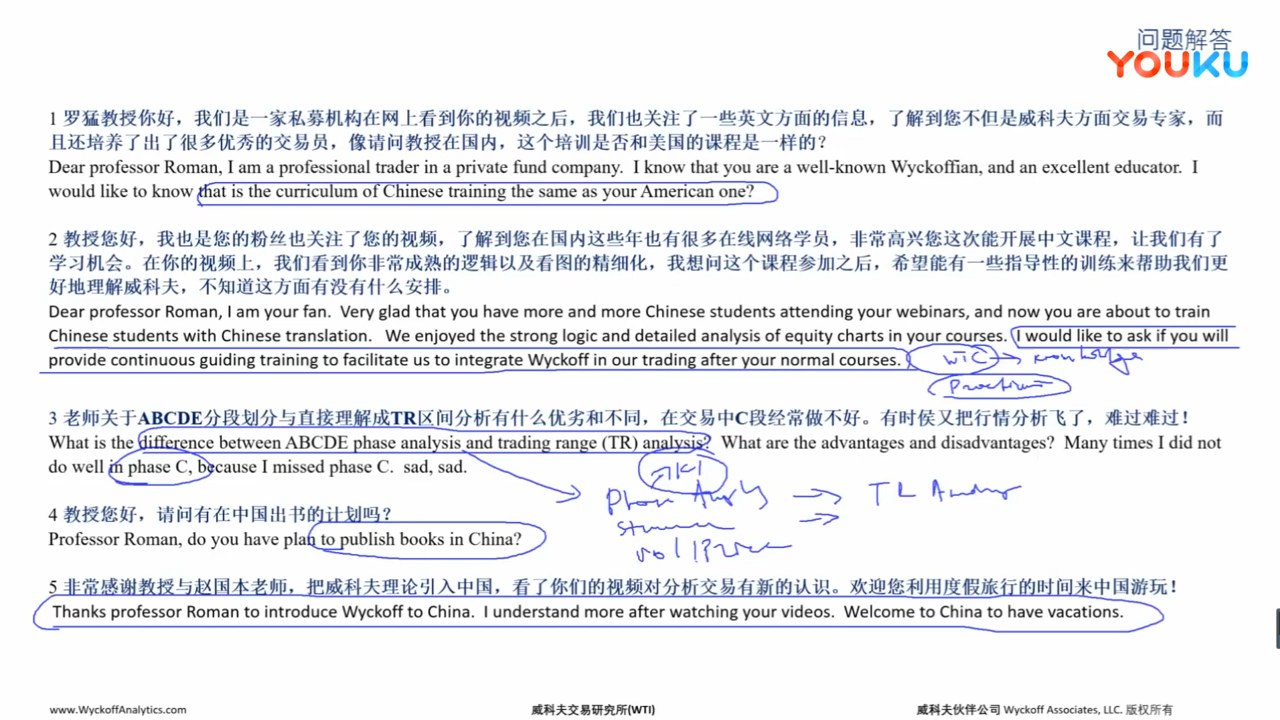 问题解答
YOUKU
1 罗猛教授你好，我们是一家私募机构在网上看到你的视频之后，我们也关注了一些英文方面的信息，了解到您不但是威科夫方面交易专家，而
且还培养了出了很多优秀的交易员，像请问教授在国内，这个培训是否和美国的课程是一样的？
Dear professor Roman, I am a professional trader in a private fund company.  I know that you are a well-known Wyckoffian, and an excellent educator.  I
would like to know that is the curriculum of Chinese training the same as your American one?
2 教授您好，我也是您的粉丝也关注了您的视频，了解到您在国内这些年也有很多在线网络学员，非常高兴您这次能开展中文课程，让我们有了
学习机会。在你的视频上，我们看到你非常成熟的逻辑以及看图的精细化，我想问这个课程参加之后，希望能有一些指导性的训练来帮助我们更
好地理解威科夫，不知道这方面有没有什么安排。
Dear professor Roman, I am your fan.  Very glad that you have more and more Chinese students attending your webinars, and now you are about to train
Chinese students with Chinese translation.   We enjoyed the strong logic and detailed analysis of equity charts in your courses.  I would like to ask if you will
provide continuous guiding training to facilitate us to integrate Wyckoff in our trading after your normal courses.
WTC knowledge
3 老师关于ABCDE分段划分与直接理解成TR区间分析有什么优劣和不同，在交易中C段经常做不好。有时侯又把行情分析飞了，难过难过！
What is the difference between ABCDE phase analysis and trading range (TR) analysis?  What are the advantages and disadvantages?  Many times I did not
do well in phase C, because I missed phase C.  sad, sad.
Phase Analysis TR Analysis
4 教授您好，请问有在中国出书的计划吗？
Professor Roman, do you have plan to publish books in China?
5 非常感谢教授与赵国本老师，把威科夫理论引入中国，看了你们的视频对分析交易有新的认识。欢迎您利用度假旅行的时间来中国游玩！
Thanks professor Roman to introduce Wyckoff to China.  I understand more after watching your videos.  Welcome to China to have vacations.
www.WyckoffAnalytics.com
威科夫交易研究所(WTI)
威科夫伙伴公司 Wyckoff Associates, LLC. 版权所有